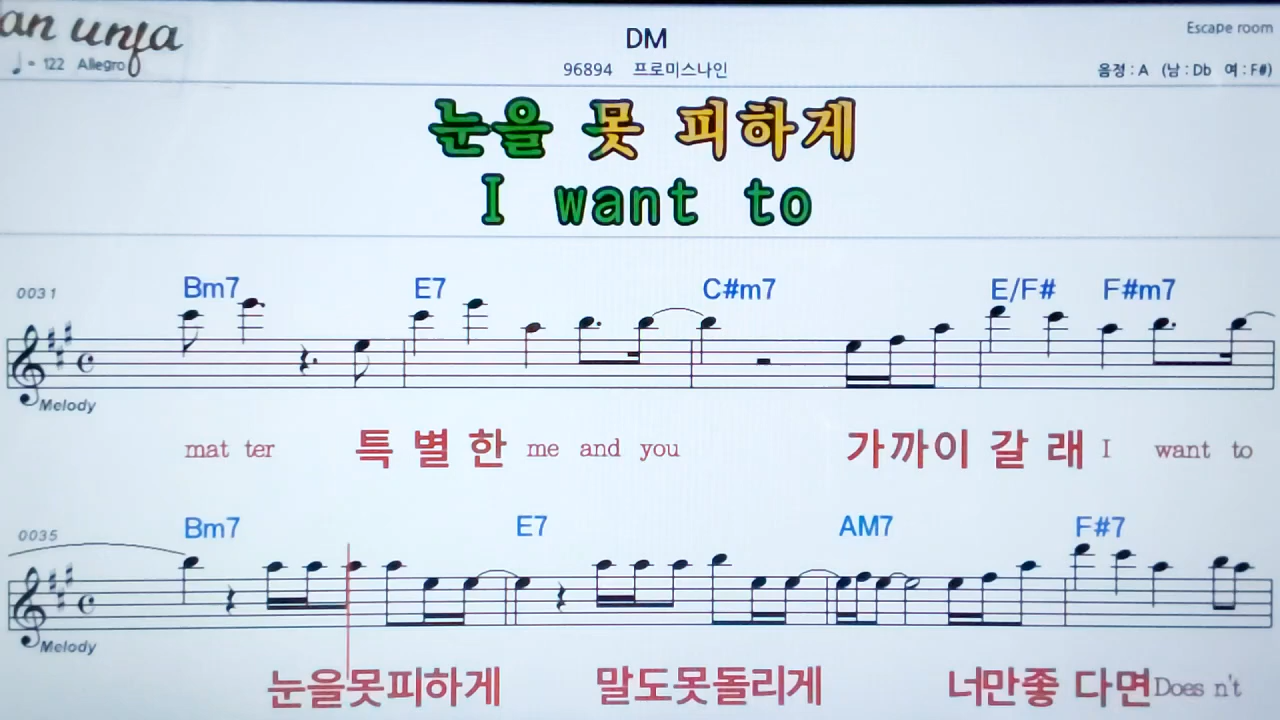 an unfa
DM
Escape room
♩ = 122 Allegro
96894 프로미스나인
음정 : A (남 : Db 여 : F#)
눈을 못 피하게
I want to
0031
Bm7 E7 C#m7 E/F# F#m7
Melody
mat ter 특 별 한 me and you 가까이 갈 래 I want to
0035
Bm7 E7 AM7 F#7
Melody
눈을못피하게 말도못돌리게 너만좋 다면 Does n't